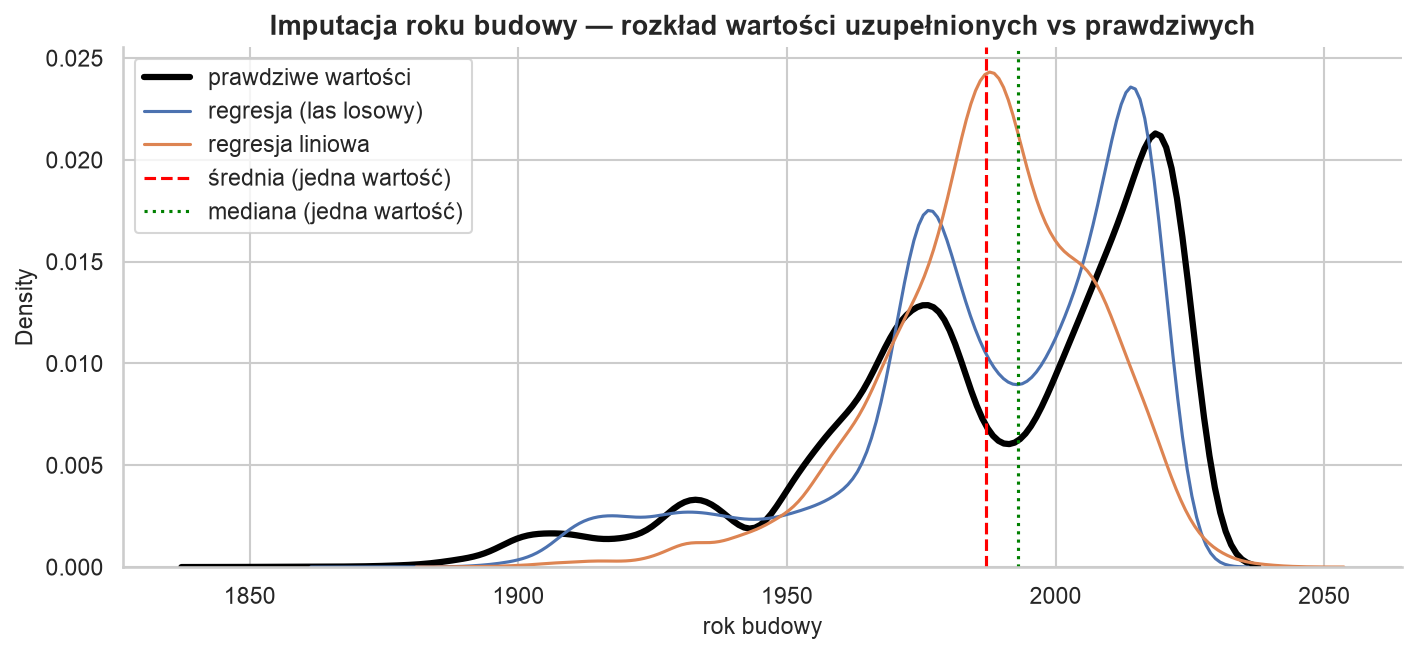 Imputacja roku budowy — rozkład wartości uzupełnionych vs prawdziwych
0.025
0.020
0.015
0.010
0.005
0.000
Density
prawdziwe wartości
regresja (las losowy)
regresja liniowa
średnia (jedna wartość)
mediana (jedna wartość)
1850
1900
1950
2000
2050
rok budowy